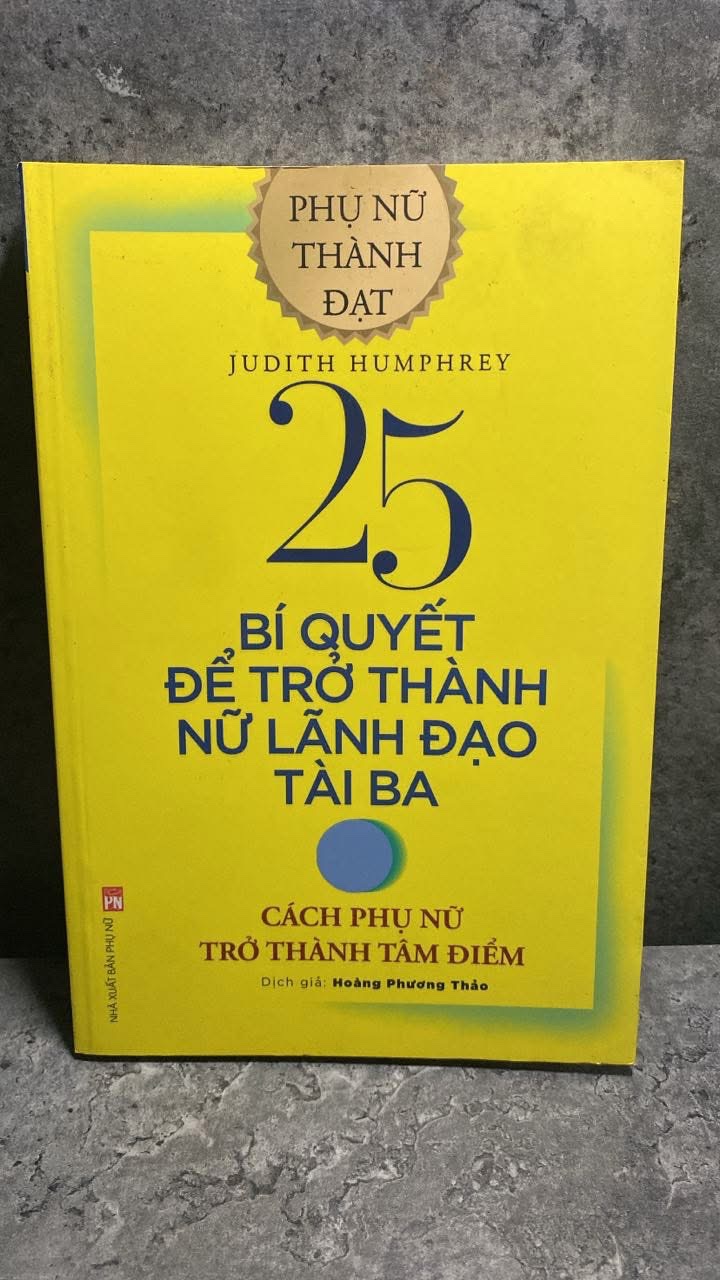 PHỤ NỮ
THÀNH
ĐẠT
JUDITH HUMPHREY
25
BÍ QUYẾT
ĐỂ TRỞ THÀNH
NỮ LÃNH ĐẠO
TÀI BA
PN
NHÀ XUẤT BẢN PHỤ NỮ
CÁCH PHỤ NỮ
TRỞ THÀNH TÂM ĐIỂM
Dịch giả: Hoàng Phương Thảo